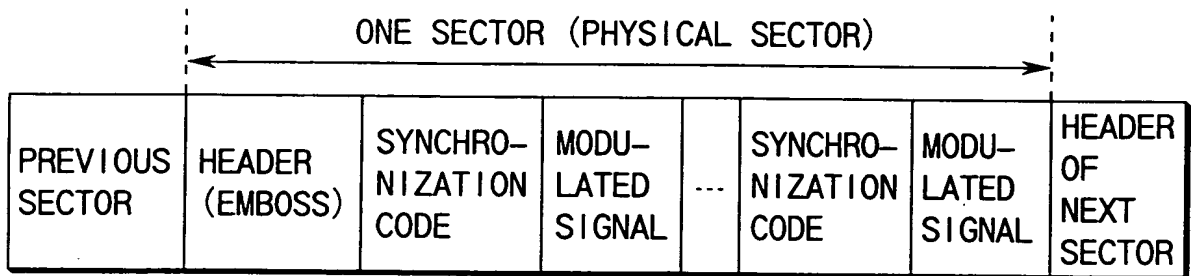 ONE SECTOR (PHYSICAL SECTOR)
PREVIOUS
SECTOR
HEADER
(EMBOSS)
SYNCHRO–
NIZATION
CODE
MODU–
LATED
SIGNAL
---
SYNCHRO–
NIZATION
CODE
MODU–
LATED
SIGNAL
HEADER
OF
NEXT
SECTOR